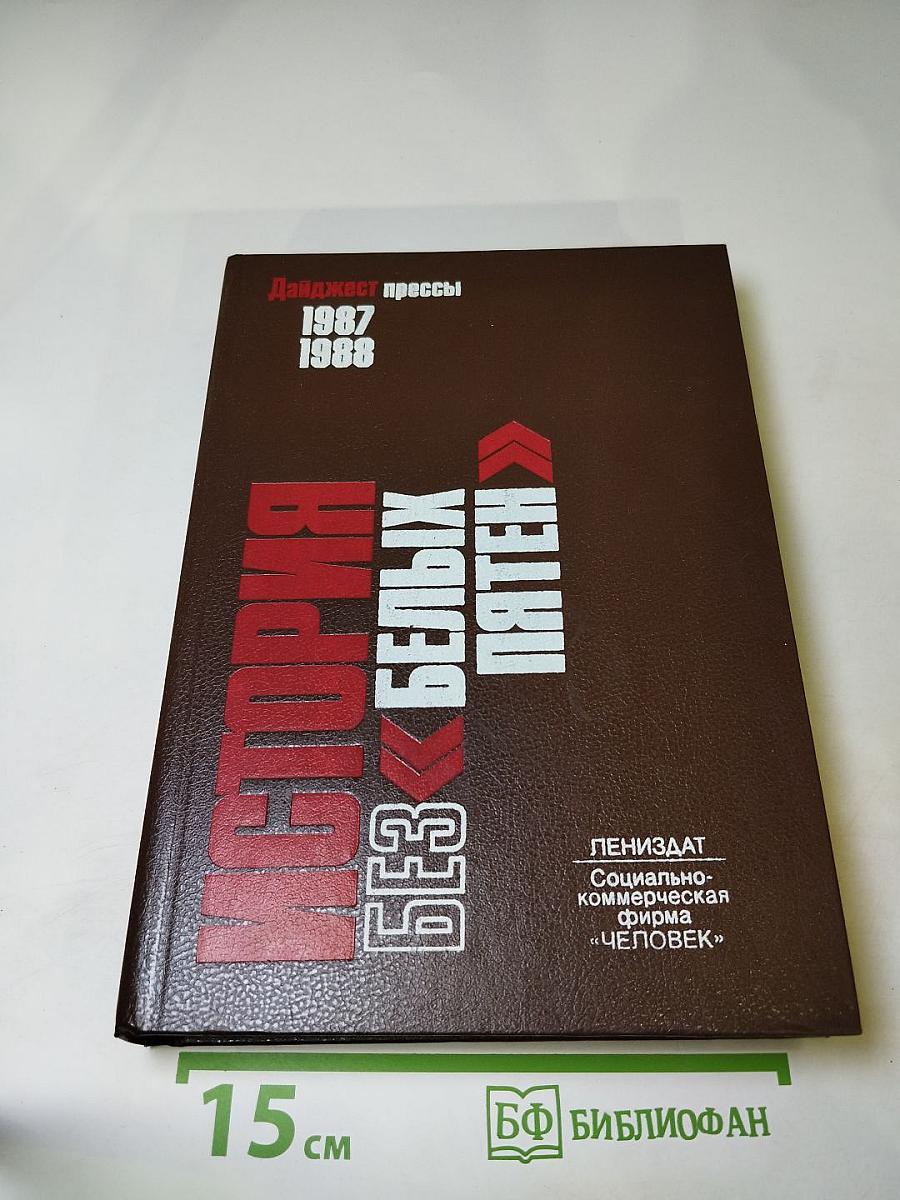 Дайджест прессы
1987
1988
ИСТОРИЯ
БЕЗ «БЕЛЫХ
ПЯТЕН»
ЛЕНИЗДАТ
Социально-
коммерческая
фирма
«ЧЕЛОВЕК»
15 см
БФ БИБЛИОФАН